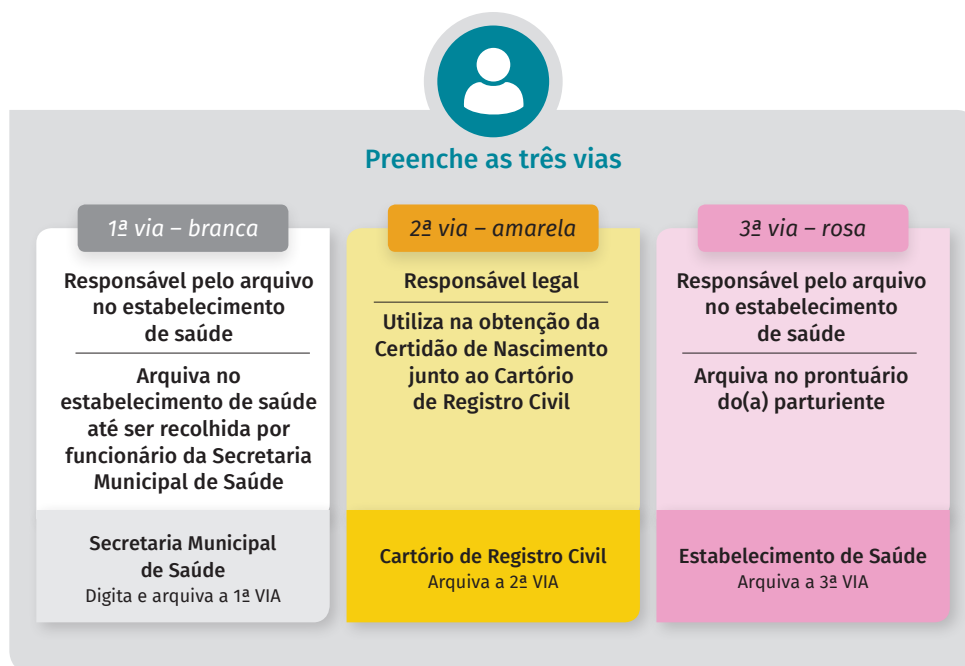 Preenche as três vias
1ª via – branca
Responsável pelo arquivo
no estabelecimento
de saúde
Arquiva no
estabelecimento de saúde
até ser recolhida por
funcionário da Secretaria
Municipal de Saúde
Secretaria Municipal
de Saúde
Digita e arquiva a 1ª VIA
2ª via – amarela
Responsável legal
Utiliza na obtenção da
Certidão de Nascimento
junto ao Cartório
de Registro Civil
Cartório de Registro Civil
Arquiva a 2ª VIA
3ª via – rosa
Responsável pelo arquivo
no estabelecimento
de saúde
Arquiva no prontuário
do(a) parturiente
Estabelecimento de Saúde
Arquiva a 3ª VIA